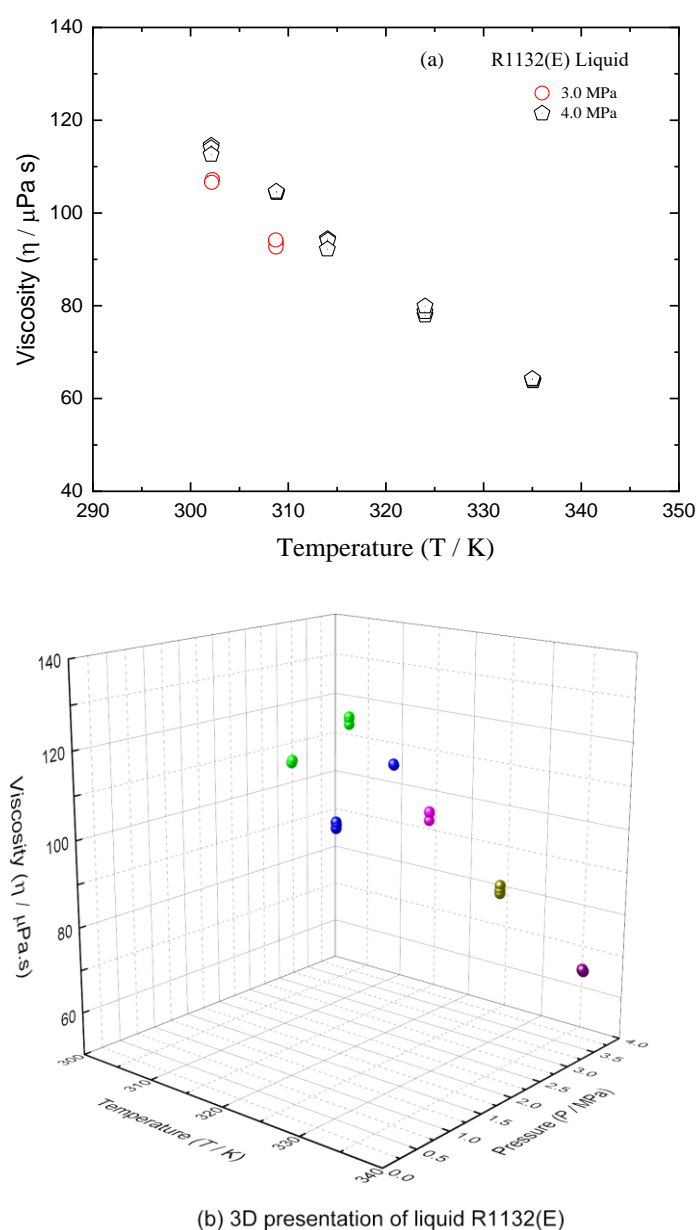 140
120
100
80
60
40
Viscosity (η / μPa s)
(a) R1132(E) Liquid
3.0 MPa
4.0 MPa
290 300 310 320 330 340 350
Temperature (T / K)
140
120
100
80
60
Viscosity (η / μPa.s)
300
310
320
330
340
Temperature (T / K)
0.0
0.5
1.0
1.5
2.0
2.5
3.0
3.5
4.0
Pressure (P / MPa)
(b) 3D presentation of liquid R1132(E)